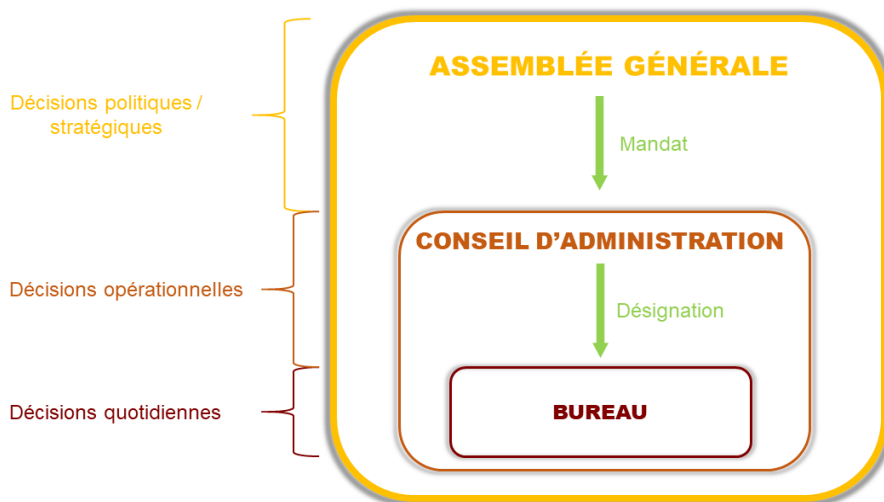 ASSEMBLÉE GÉNÉRALE
Décisions politiques /
stratégiques
Mandat
CONSEIL D’ADMINISTRATION
Décisions opérationnelles
Désignation
Décisions quotidiennes
BUREAU